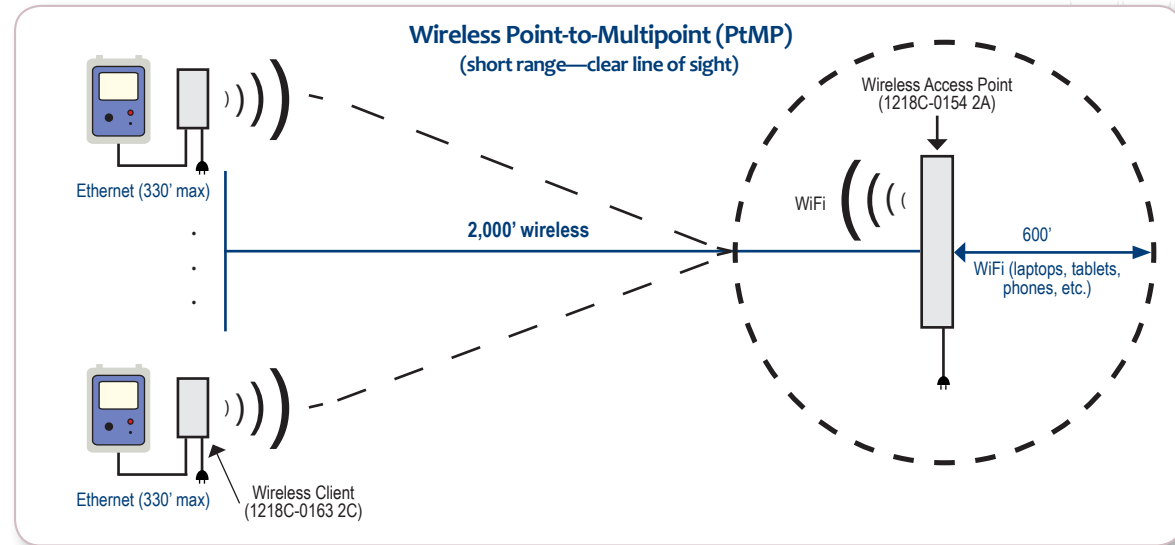 Wireless Point-to-Multipoint (PtMP)
(short range—clear line of sight)
Wireless Access Point
(1218C-0154 2A)
Ethernet (330’ max)
WiFi
2,000’ wireless
600’
WiFi (laptops, tablets,
phones, etc.)
Ethernet (330’ max)
Wireless Client
(1218C-0163 2C)